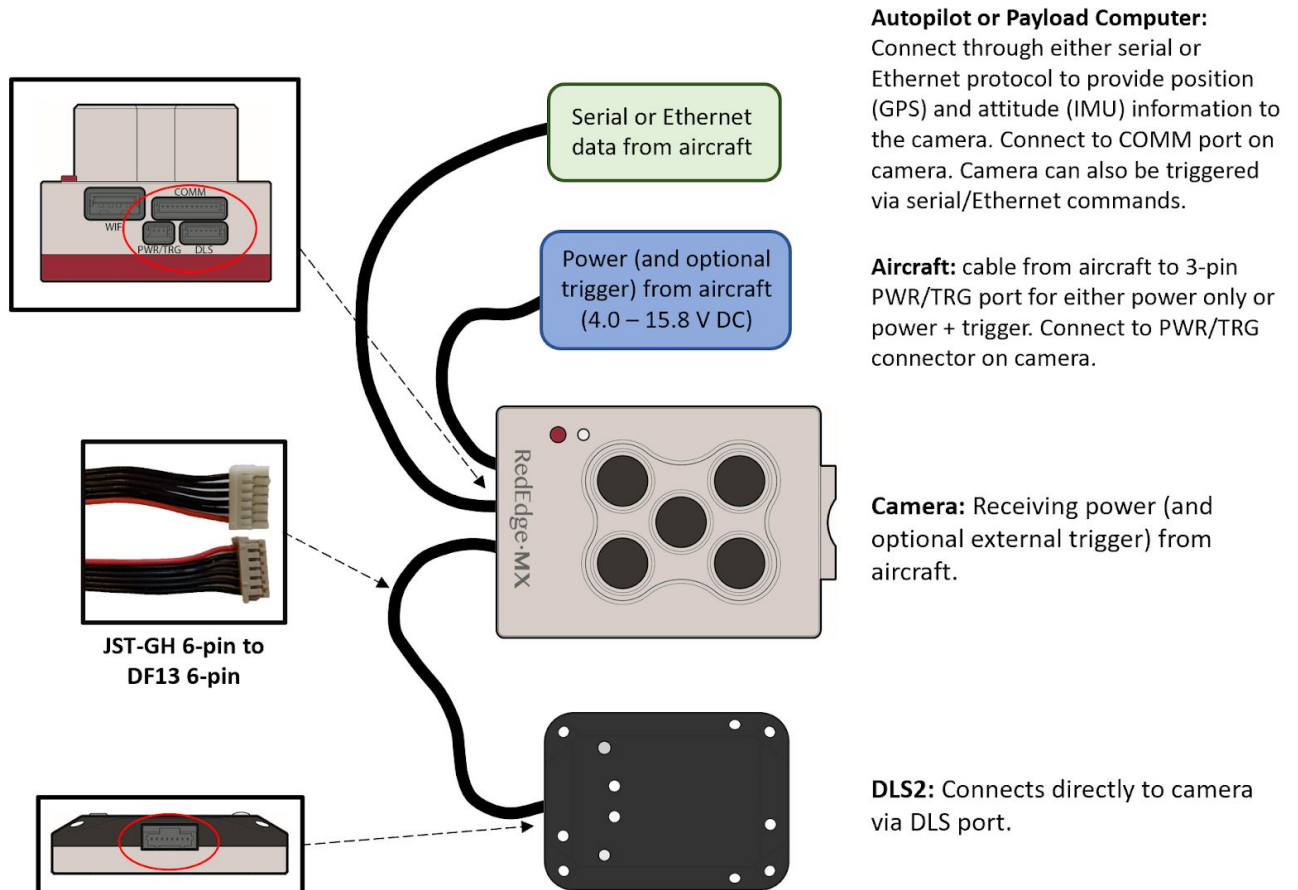 Autopilot or Payload Computer:
Connect through either serial or
Ethernet protocol to provide position
(GPS) and attitude (IMU) information to
the camera. Connect to COMM port on
camera. Camera can also be triggered
via serial/Ethernet commands.
Serial or Ethernet
data from aircraft
COMM
WIFI
PWR/TRG DLS
Power (and optional
trigger) from aircraft
(4.0 – 15.8 V DC)
Aircraft: cable from aircraft to 3-pin
PWR/TRG port for either power only or
power + trigger. Connect to PWR/TRG
connector on camera.
RedEdge·MX
Camera: Receiving power (and
optional external trigger) from
aircraft.
JST-GH 6-pin to
DF13 6-pin
DLS2: Connects directly to camera
via DLS port.